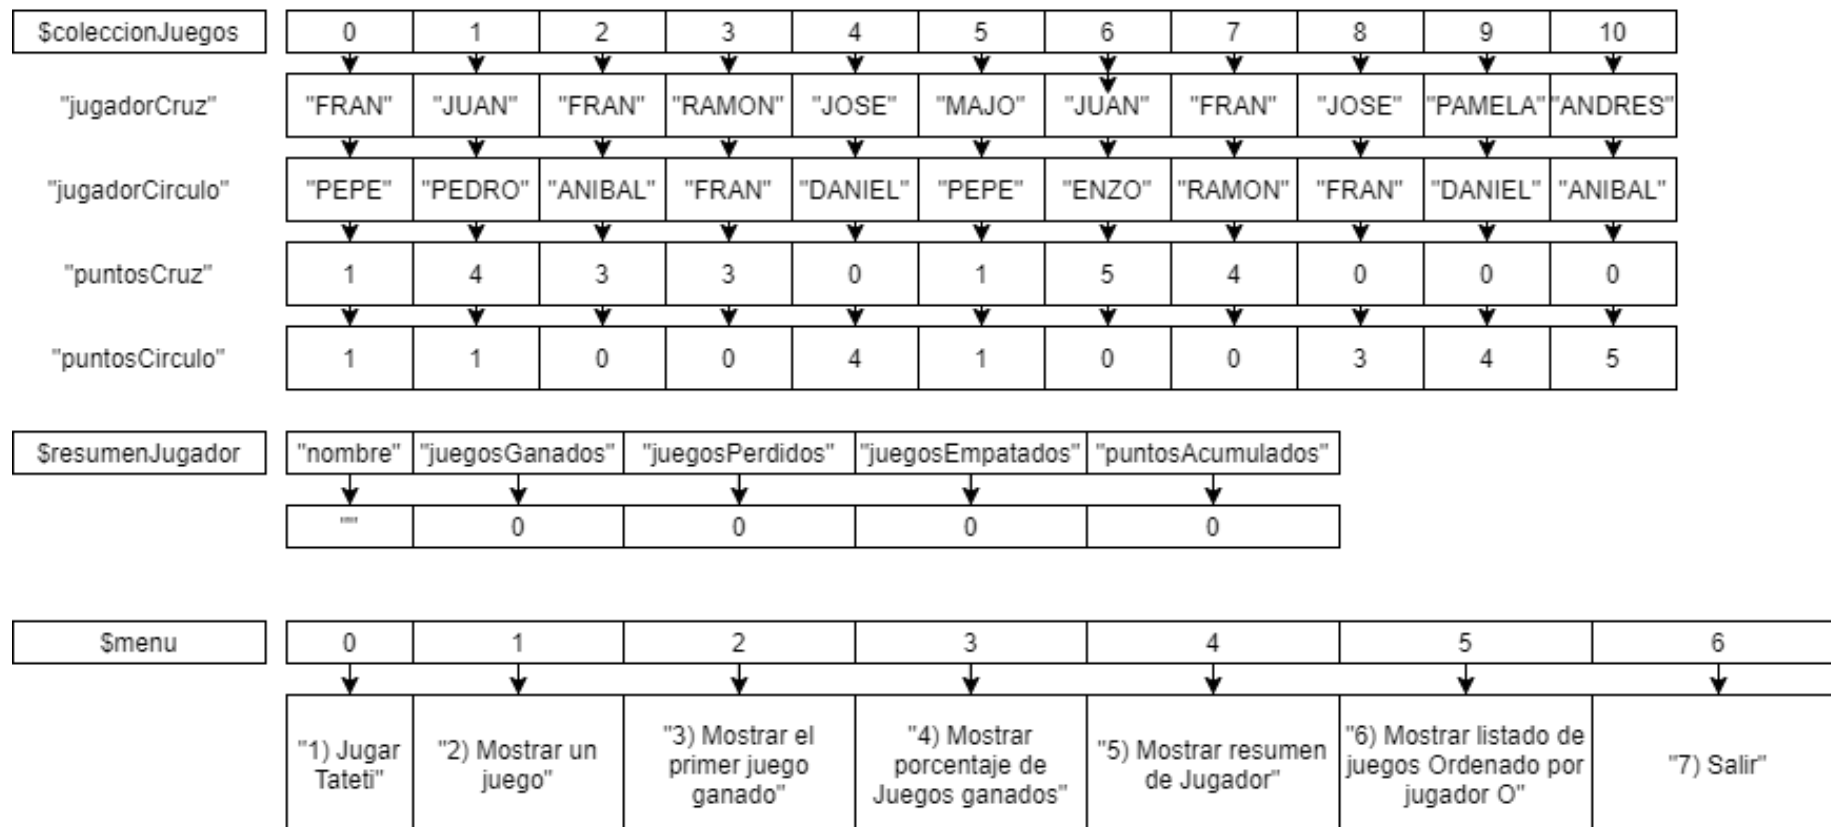 $coleccionJuegos 0 1 2 3 4 5 6 7 8 9 10
"jugadorCruz" "FRAN" "JUAN" "FRAN" "RAMON" "JOSE" "MAJO" "JUAN" "FRAN" "JOSE" "PAMELA" "ANDRES"
"jugadorCirculo" "PEPE" "PEDRO" "ANIBAL" "FRAN" "DANIEL" "PEPE" "ENZO" "RAMON" "FRAN" "DANIEL" "ANIBAL"
"puntosCruz" 1 4 3 3 0 1 5 4 0 0 0
"puntosCirculo" 1 1 0 0 4 1 0 0 3 4 5
$resumenJugador "nombre" "juegosGanados" "juegosPerdidos" "juegosEmpatados" "puntosAcumulados"
"" 0 0 0 0
$menu 0 1 2 3 4 5 6
"1) Jugar
Tateti"
"2) Mostrar un
juego"
"3) Mostrar el
primer juego
ganado"
"4) Mostrar
porcentaje de
Juegos ganados"
"5) Mostrar resumen
de Jugador"
"6) Mostrar listado de
juegos Ordenado por
jugador O"
"7) Salir"